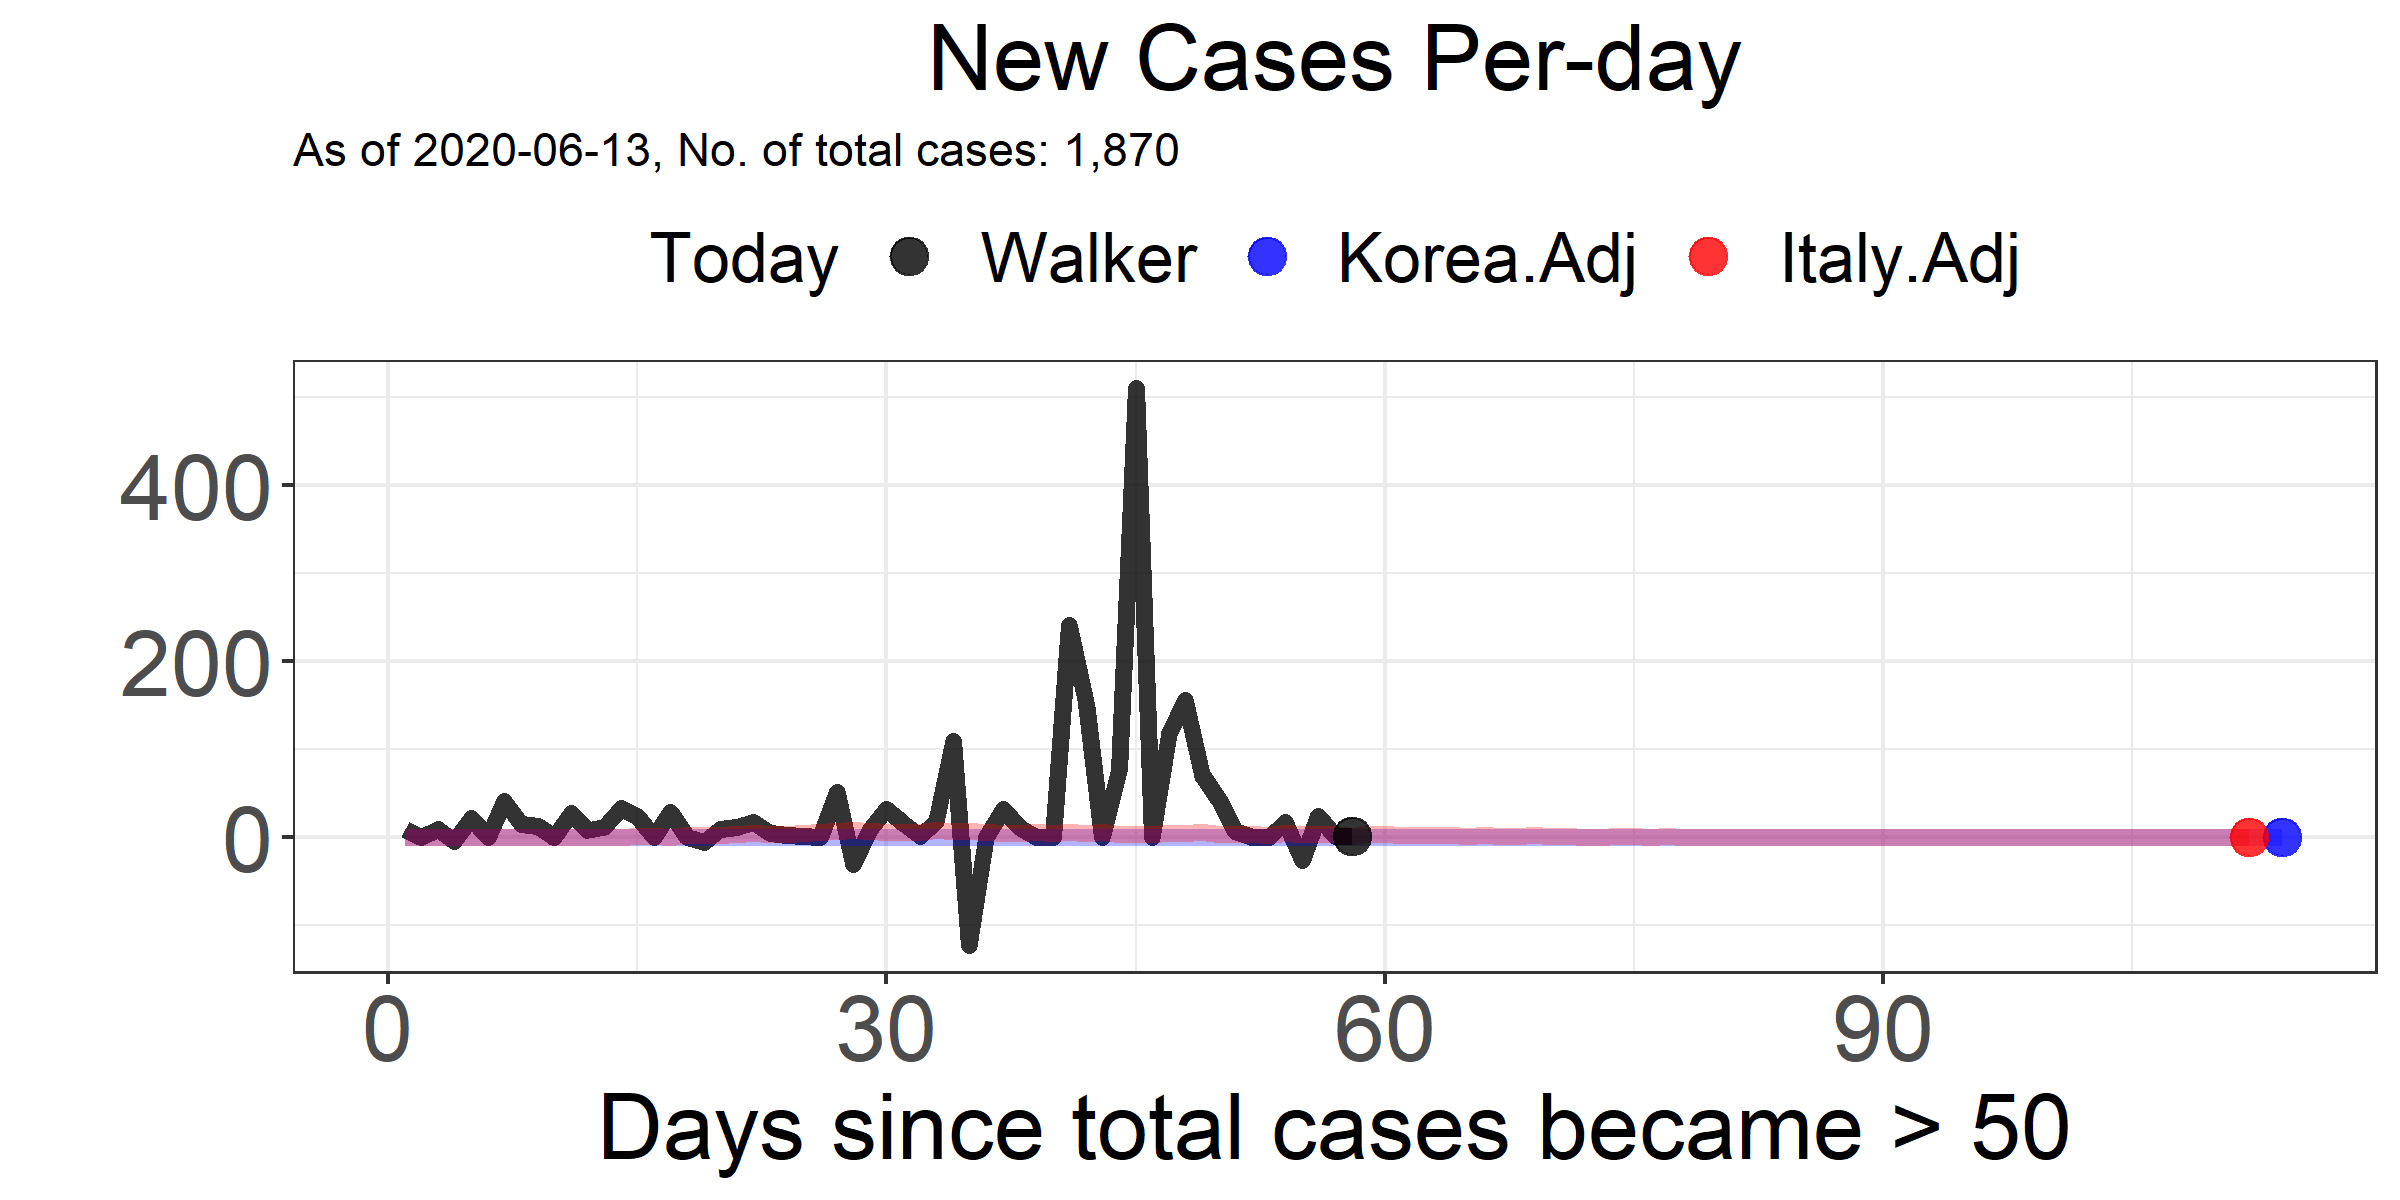 New Cases Per-day
As of 2020-06-13, No. of total cases: 1,870
Today Walker Korea.Adj Italy.Adj
400
200
0
0 30 60 90
Days since total cases became > 50